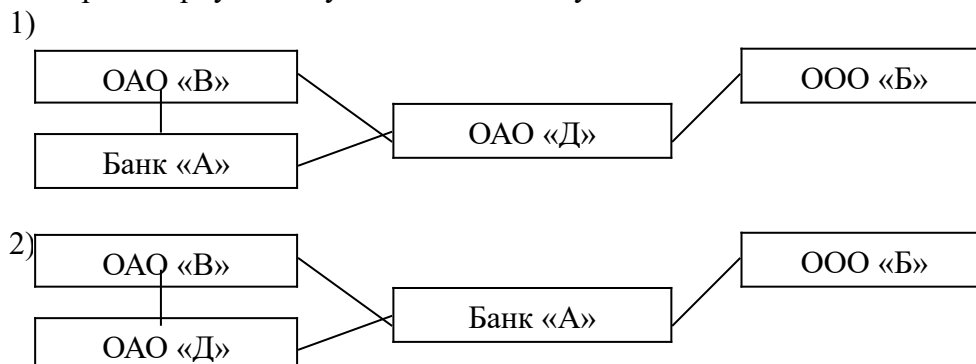 1)
ОАО «В»
ООО «Б»
ОАО «Д»
Банк «А»
2)
ОАО «В»
ООО «Б»
Банк «А»
ОАО «Д»